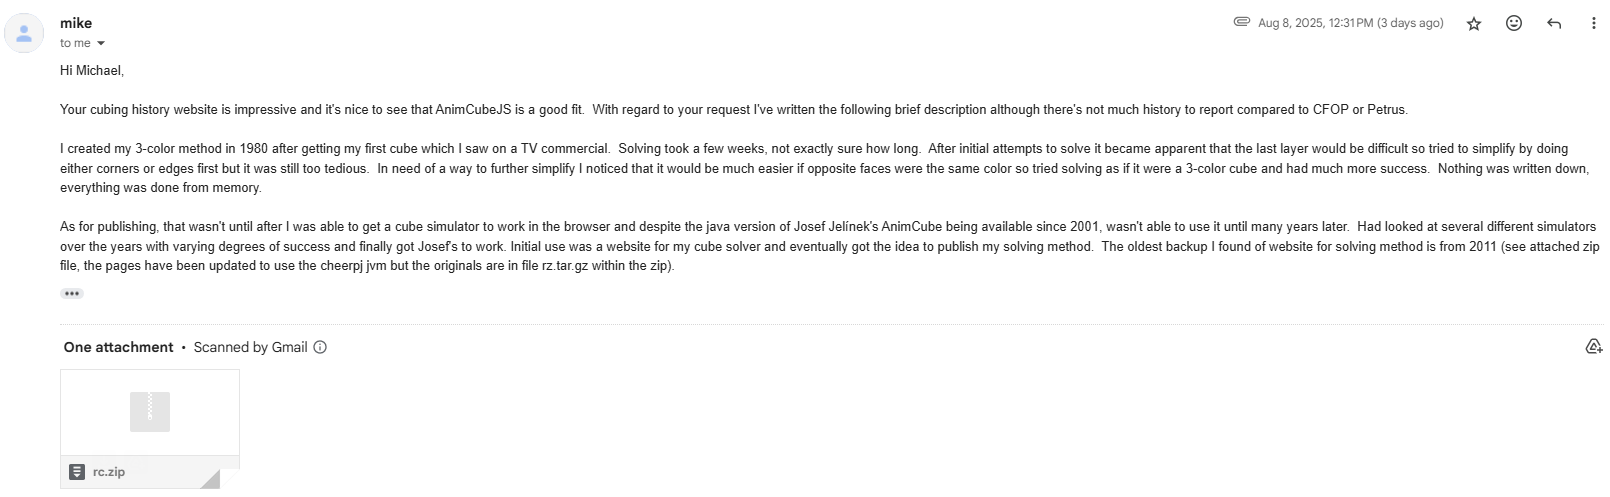 mike
Aug 8, 2025, 12:31 PM (3 days ago)
to me
Hi Michael,
Your cubing history website is impressive and it's nice to see that AnimCubeJS is a good fit.  With regard to your request I've written the following brief description although there's not much history to report compared to CFOP or Petrus.
I created my 3-color method in 1980 after getting my first cube which I saw on a TV commercial.  Solving took a few weeks, not exactly sure how long.  After initial attempts to solve it became apparent that the last layer would be difficult so tried to simplify by doing
either corners or edges first but it was still too tedious.  In need of a way to further simplify I noticed that it would be much easier if opposite faces were the same color so tried solving as if it were a 3-color cube and had much more success.  Nothing was written down,
everything was done from memory.
As for publishing, that wasn't until after I was able to get a cube simulator to work in the browser and despite the java version of Josef Jelínek's AnimCube being available since 2001, wasn't able to use it until many years later.  Had looked at several different simulators
over the years with varying degrees of success and finally got Josef's to work. Initial use was a website for my cube solver and eventually got the idea to publish my solving method.  The oldest backup I found of website for solving method is from 2011 (see attached zip
file, the pages have been updated to use the cheerpj jvm but the originals are in file rz.tar.gz within the zip).
One attachment • Scanned by Gmail
rc.zip